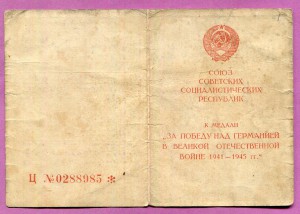 Ц №0288985 *
СОЮЗ
СОВЕТСКИХ
СОЦИАЛИСТИЧЕСКИХ
РЕСПУБЛИК
К МЕДАЛИ
„ЗА ПОБЕДУ НАД ГЕРМАНИЕЙ
В ВЕЛИКОЙ ОТЕЧЕСТВЕННОЙ
ВОЙНЕ 1941—1945 гг.“